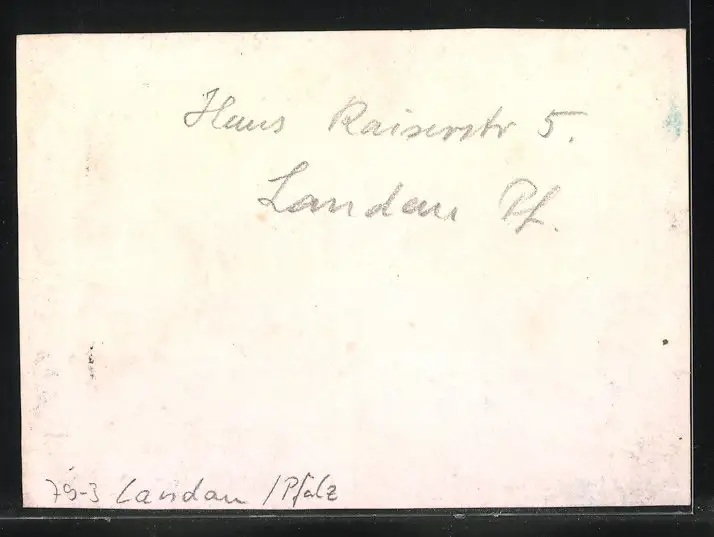 Haus Kaiserstr 5.
Landau Pf.
79-3 Landau /Pfalz